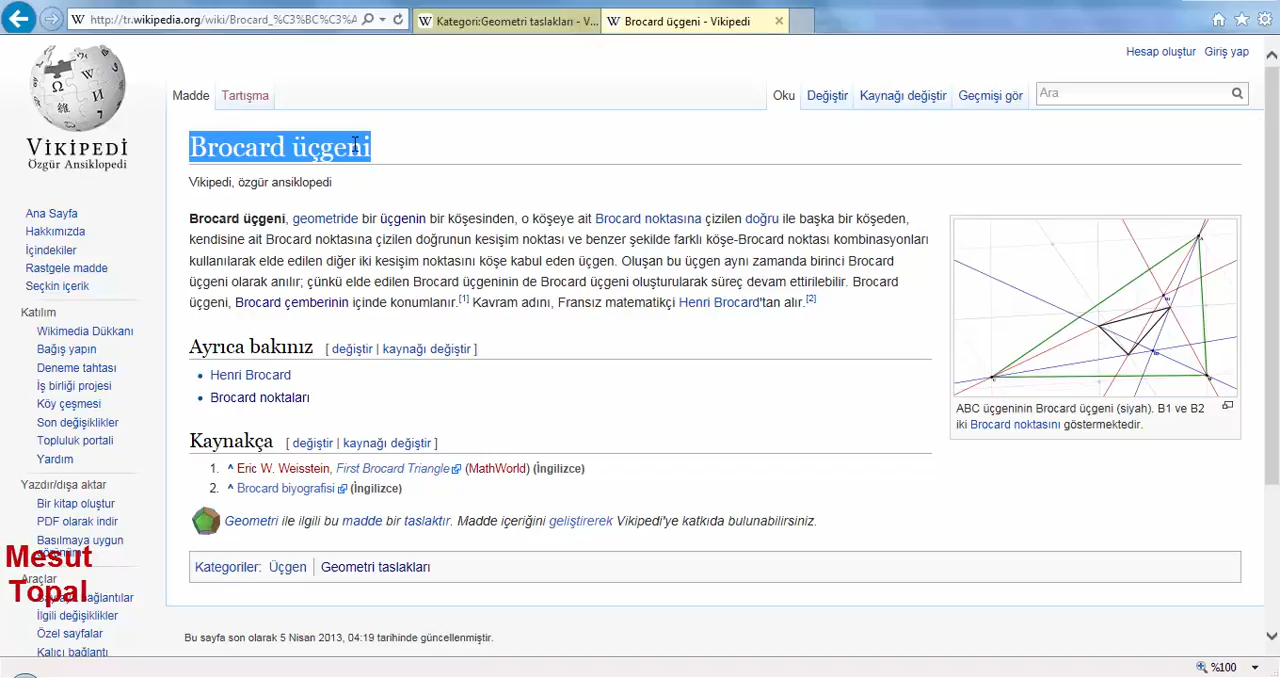 http://tr.wikipedia.org/wiki/Brocard_%C3%BC%C3%A
Kategori:Geometri taslakları - V...
Brocard üçgeni - Vikipedi
Hesap oluştur Giriş yap
Madde Tartışma Oku Değiştir Kaynağı değiştir Geçmişi gör Ara
VİKİPEDİ
Özgür Ansiklopedi
Brocard üçgeni
Vikipedi, özgür ansiklopedi
Ana Sayfa
Hakkımızda
İçindekiler
Rastgele madde
Seçkin içerik
Katılım
Wikimedia Dükkanı
Bağış yapın
Deneme tahtası
İş birliği projesi
Köy çeşmesi
Son değişiklikler
Topluluk portali
Yardım
Yazdır/dışa aktar
Bir kitap oluştur
PDF olarak indir
Basılmaya uygun
Mesut
Topal
Araçlar
bağlantılar
İlgili değişiklikler
Özel sayfalar
Kalıcı bağlantı
Brocard üçgeni, geometride bir üçgenin bir köşesinden, o köşeye ait Brocard noktasına çizilen doğru ile başka bir köşeden,
kendisine ait Brocard noktasına çizilen doğrunun kesişim noktası ve benzer şekilde farklı köşe-Brocard noktası kombinasyonları
kullanılarak elde edilen diğer iki kesişim noktasını köşe kabul eden üçgen. Oluşan bu üçgen aynı zamanda birinci Brocard
üçgeni olarak anılır; çünkü elde edilen Brocard üçgeninin de Brocard üçgeni oluşturularak süreç devam ettirilebilir. Brocard
üçgeni, Brocard çemberinin içinde konumlanır.[1] Kavram adını, Fransız matematikçi Henri Brocard'tan alır.[2]
ABC üçgeninin Brocard üçgeni (siyah). B1 ve B2
iki Brocard noktasını göstermektedir.
Ayrıca bakınız [ değiştir | kaynağı değiştir ]
Henri Brocard
Brocard noktaları
Kaynakça [ değiştir | kaynağı değiştir ]
1. ^ Eric W. Weisstein, First Brocard Triangle (MathWorld) (İngilizce)
2. ^ Brocard biyografisi (İngilizce)
Geometri ile ilgili bu madde bir taslaktır. Madde içeriğini geliştirerek Vikipedi'ye katkıda bulunabilirsiniz.
Kategoriler: Üçgen | Geometri taslakları
Bu sayfa son olarak 5 Nisan 2013, 04:19 tarihinde güncellenmiştir.
%100